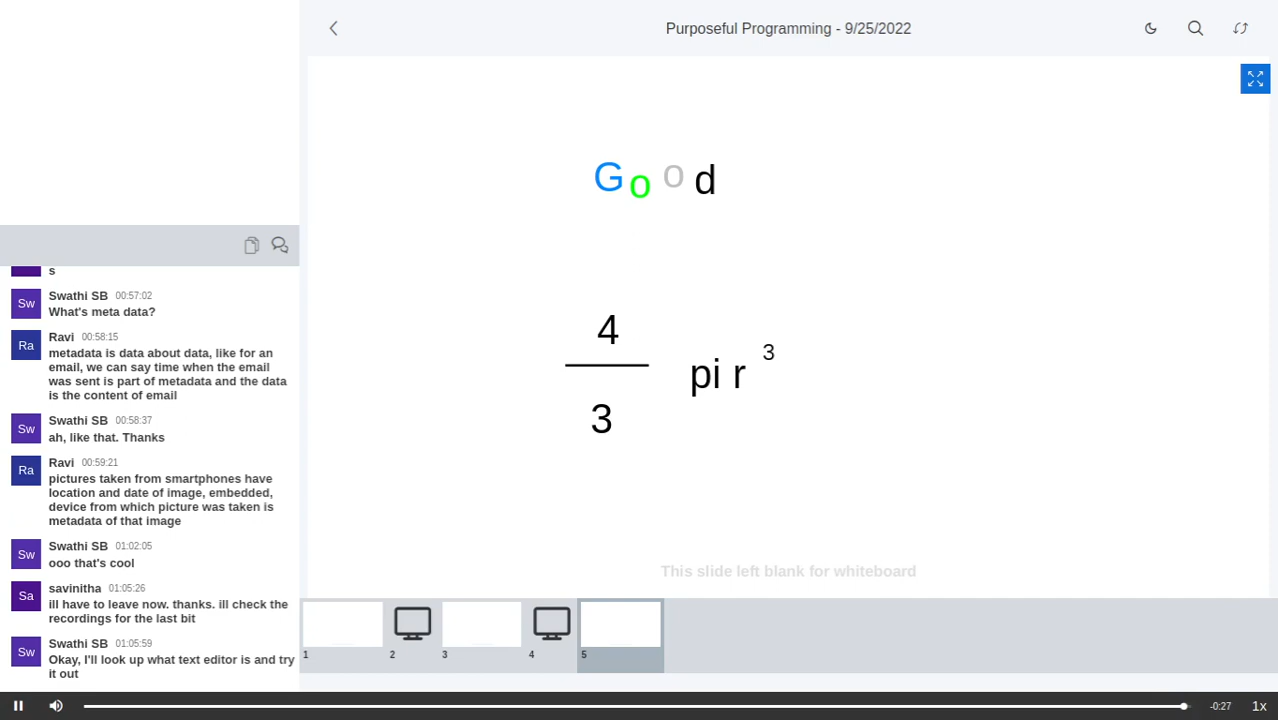 Purposeful Programming - 9/25/2022
s
Sw
Swathi SB 00:57:02
What's meta data?
Ra
Ravi 00:58:15
metadata is data about data, like for an
email, we can say time when the email
was sent is part of metadata and the data
is the content of email
Sw
Swathi SB 00:58:37
ah, like that. Thanks
Ra
Ravi 00:59:21
pictures taken from smartphones have
location and date of image, embedded,
device from which picture was taken is
metadata of that image
Sw
Swathi SB 01:02:05
ooo that's cool
Sa
savinitha 01:05:26
ill have to leave now. thanks. ill check the
recordings for the last bit
Sw
Swathi SB 01:05:59
Okay, I'll look up what text editor is and try
it out
Good
4
3
pi r 3
This slide left blank for whiteboard
1 2 3 4 5
-0:27 1x